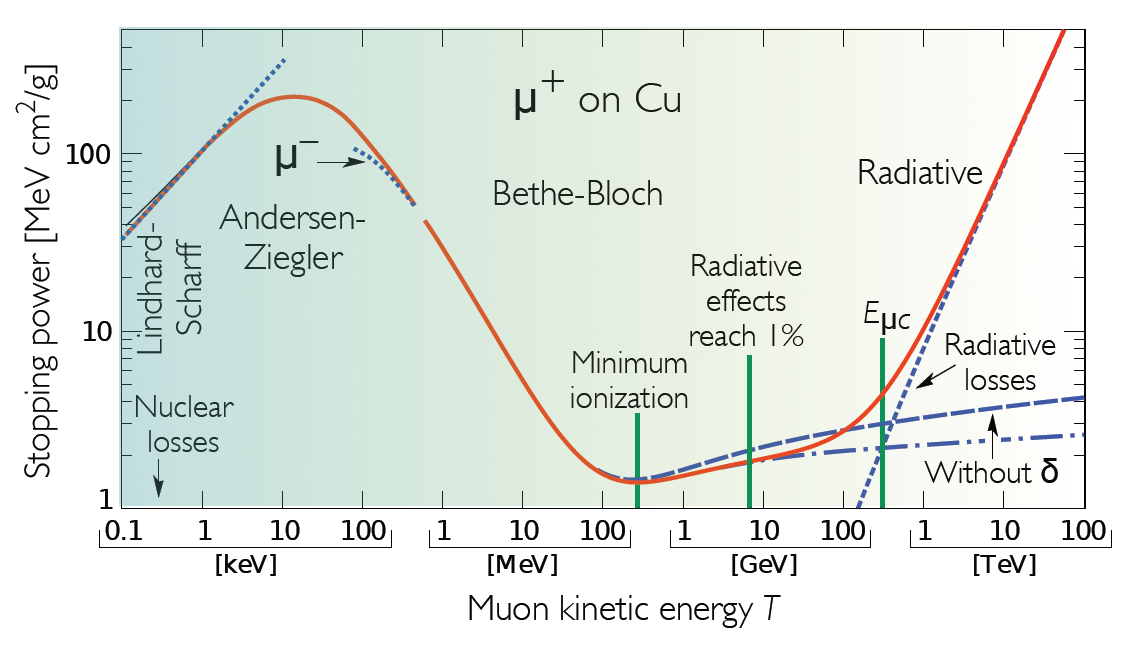 Stopping power [MeV cm²/g]
100
10
1
μ⁺ on Cu
μ⁻
Bethe-Bloch
Radiative
Andersen-
Ziegler
Lindhard-
Scharff
Radiative
effects
reach 1%
Eμc
Minimum
ionization
Radiative
losses
Nuclear
losses
Without δ
0.1 1 10 100 1 10 100 1 10 100 1 10 100
[keV] [MeV] [GeV] [TeV]
Muon kinetic energy T